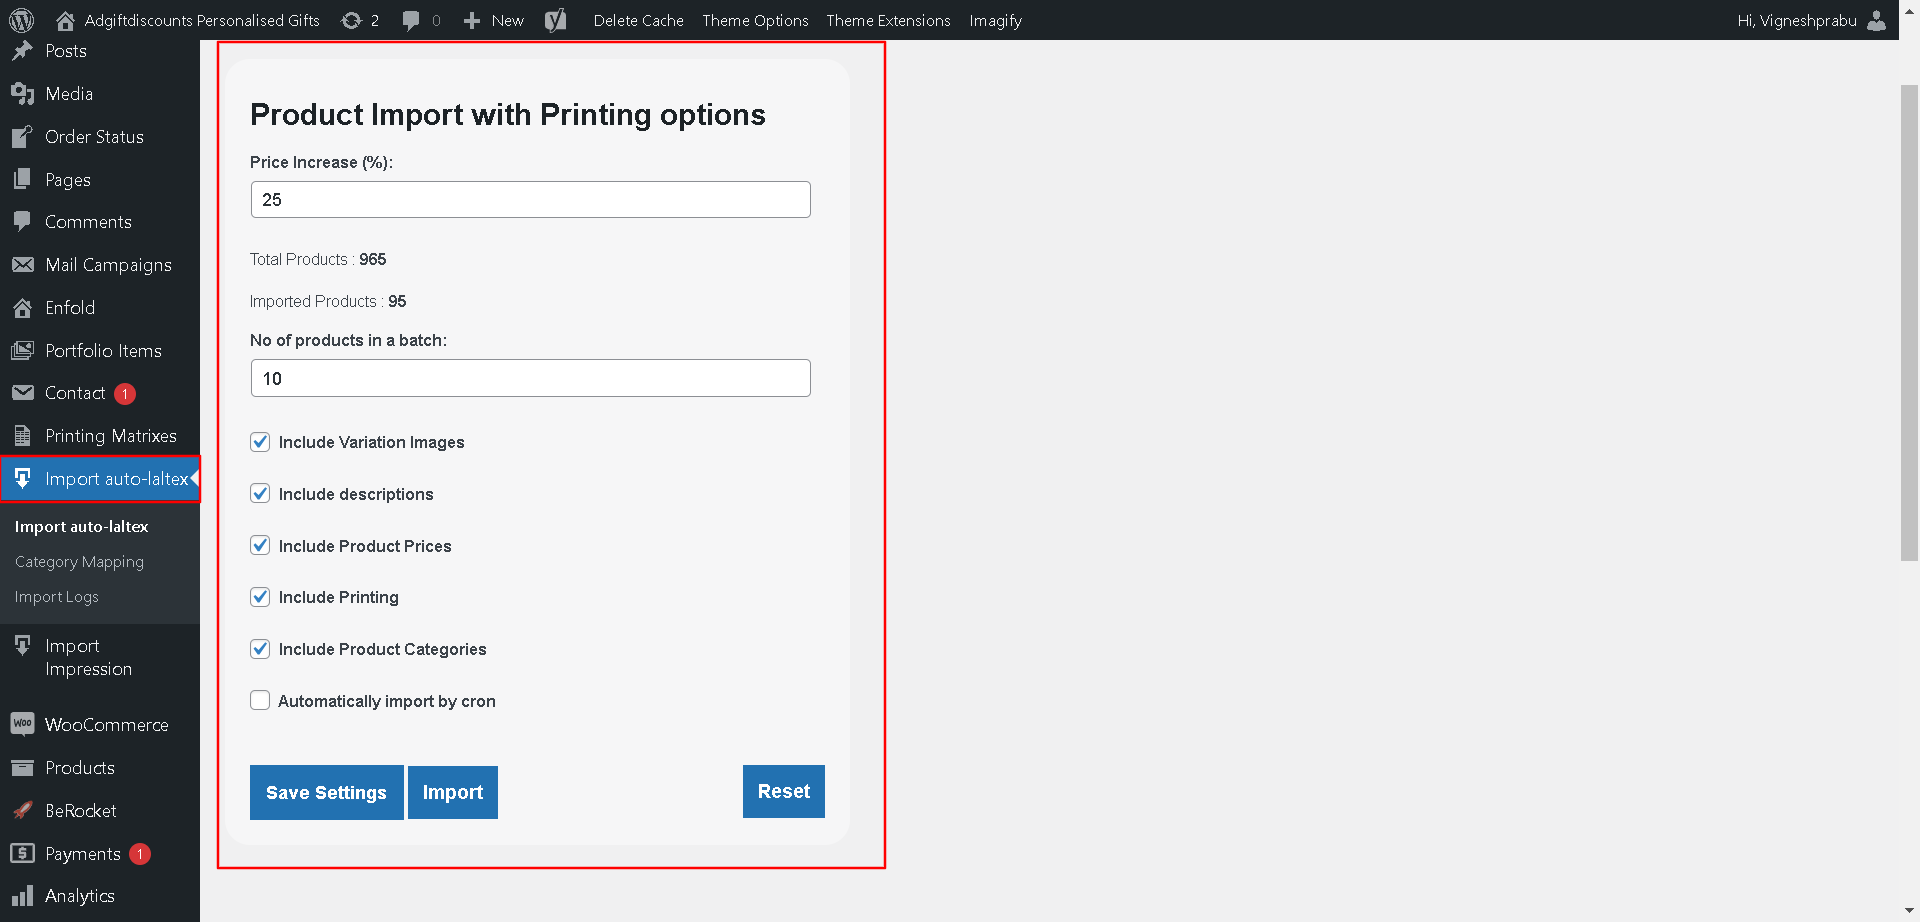 Adgiftdiscounts Personalised Gifts 2 0 New Delete Cache Theme Options Theme Extensions Imagify Hi, Vigneshprabu
Posts
Media
Order Status
Pages
Comments
Mail Campaigns
Enfold
Portfolio Items
Contact 1
Printing Matrixes
Import auto-laltex
Import auto-laltex
Category Mapping
Import Logs
Import
Impression
Woo WooCommerce
Products
BeRocket
Payments 1
Analytics
Product Import with Printing options
Price Increase (%):
25
Total Products : 965
Imported Products : 95
No of products in a batch:
10
Include Variation Images
Include descriptions
Include Product Prices
Include Printing
Include Product Categories
Automatically import by cron
Save Settings Import Reset